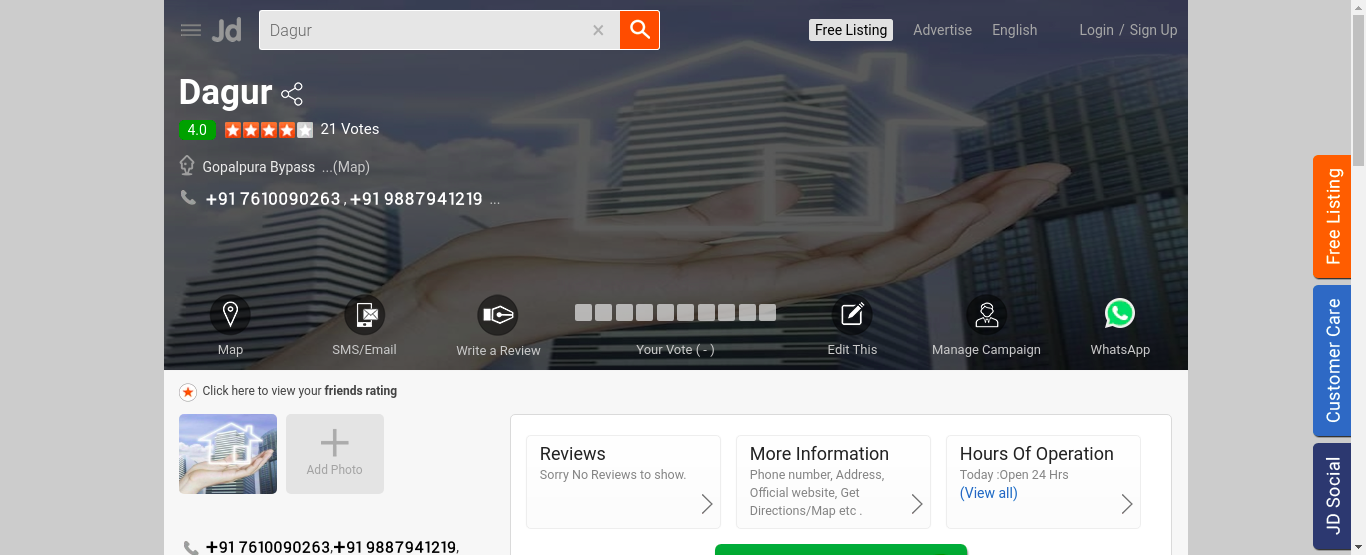 Jd
Dagur
Free Listing
Advertise
English
Login / Sign Up
Dagur
4.0
21 Votes
Gopalpura Bypass ...(Map)
+91 7610090263 , +91 9887941219 ...
Map
SMS/Email
Write a Review
Your Vote ( - )
Edit This
Manage Campaign
WhatsApp
Click here to view your friends rating
Add Photo
+91 7610090263,+91 9887941219,
Reviews
Sorry No Reviews to show.
More Information
Phone number, Address,
Official website, Get
Directions/Map etc .
Hours Of Operation
Today :Open 24 Hrs
(View all)
Free Listing
Customer Care
JD Social